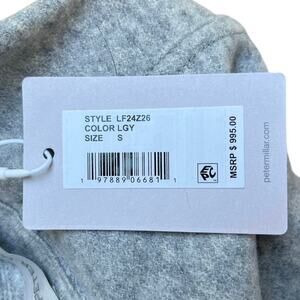 STYLE LF24Z26
COLOR LGY
SIZE S
1 97889 06681 1
MSRP $ 995.00
petermillar.com